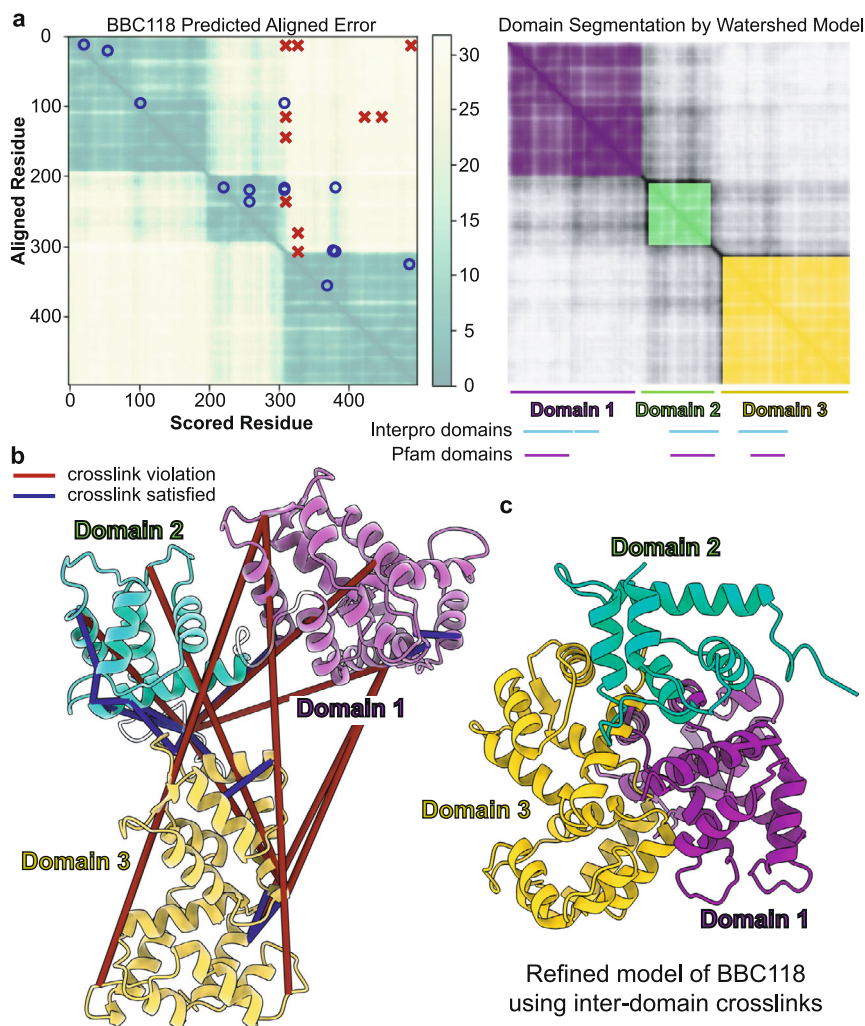 a
BBC118 Predicted Aligned Error
Domain Segmentation by Watershed Model
0
100
200
300
400
Aligned Residue
0
100
200
300
400
Scored Residue
30
25
20
15
10
5
0
Domain 1
Domain 2
Domain 3
Interpro domains
Pfam domains
b
crosslink violation
crosslink satisfied
Domain 2
Domain 1
Domain 3
c
Domain 2
Domain 3
Domain 1
Refined model of BBC118
using inter-domain crosslinks